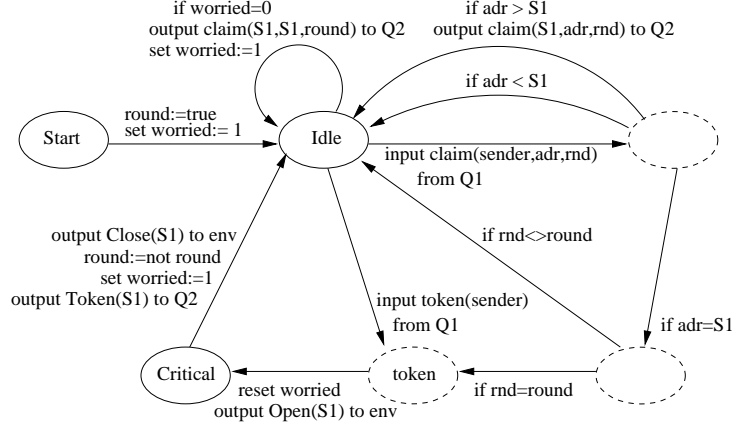 if worried=0
output claim(S1,S1,round) to Q2
set worried:=1
if adr > S1
output claim(S1,adr,rnd) to Q2
if adr < S1
round:=true
set worried:= 1
Start
Idle
input claim(sender,adr,rnd)
from Q1
output Close(S1) to env
round:=not round
set worried:=1
output Token(S1) to Q2
if rnd<>round
input token(sender)
from Q1
if adr=S1
Critical
token
reset worried
output Open(S1) to env
if rnd=round